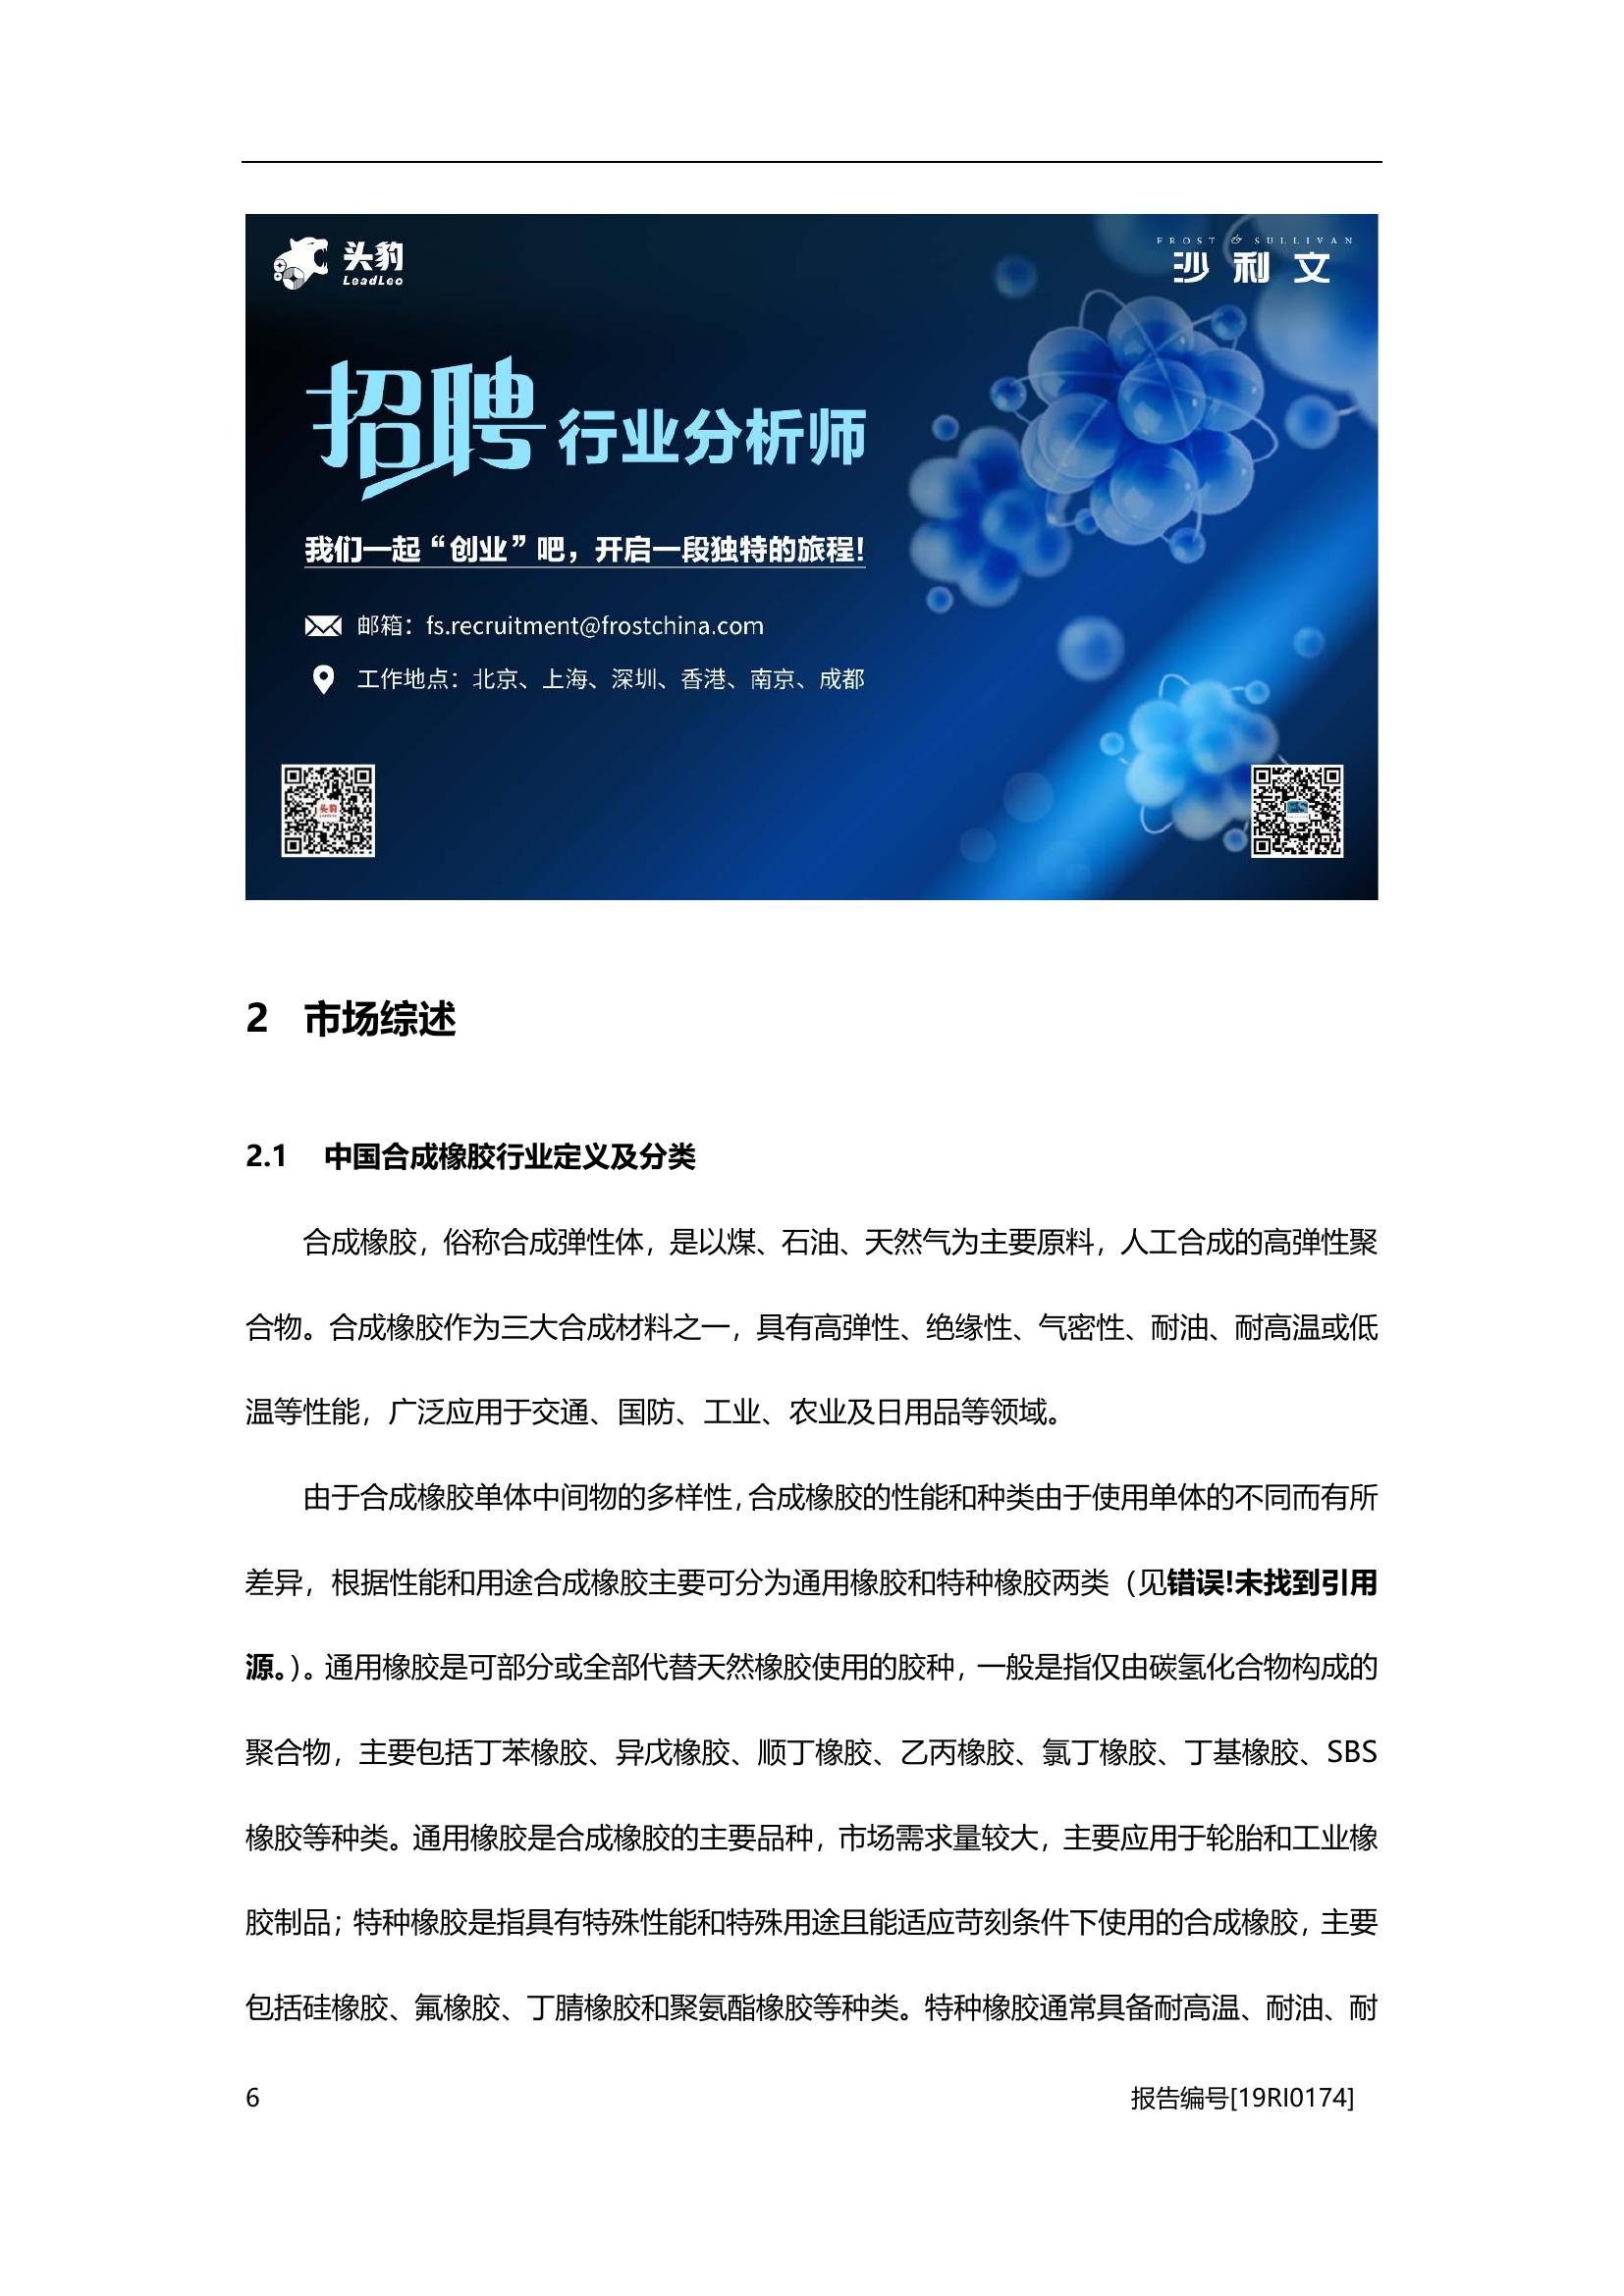 头豹
LeadLeo
FROST & SULLIVAN
沙利文
招聘 行业分析师
我们一起“创业”吧，开启一段独特的旅程！
邮箱：fs.recruitment@frostchina.com
工作地点：北京、上海、深圳、香港、南京、成都
头豹
2 市场综述
2.1 中国合成橡胶行业定义及分类
合成橡胶，俗称合成弹性体，是以煤、石油、天然气为主要原料，人工合成的高弹性聚
合物。合成橡胶作为三大合成材料之一，具有高弹性、绝缘性、气密性、耐油、耐高温或低
温等性能，广泛应用于交通、国防、工业、农业及日用品等领域。
由于合成橡胶单体中间物的多样性，合成橡胶的性能和种类由于使用单体的不同而有所
差异，根据性能和用途合成橡胶主要可分为通用橡胶和特种橡胶两类（见错误!未找到引用
源。）。通用橡胶是可部分或全部代替天然橡胶使用的胶种，一般是指仅由碳氢化合物构成的
聚合物，主要包括丁苯橡胶、异戊橡胶、顺丁橡胶、乙丙橡胶、氯丁橡胶、丁基橡胶、SBS
橡胶等种类。通用橡胶是合成橡胶的主要品种，市场需求量较大，主要应用于轮胎和工业橡
胶制品；特种橡胶是指具有特殊性能和特殊用途且能适应苛刻条件下使用的合成橡胶，主要
包括硅橡胶、氟橡胶、丁腈橡胶和聚氨酯橡胶等种类。特种橡胶通常具备耐高温、耐油、耐
6 报告编号[19RI0174]